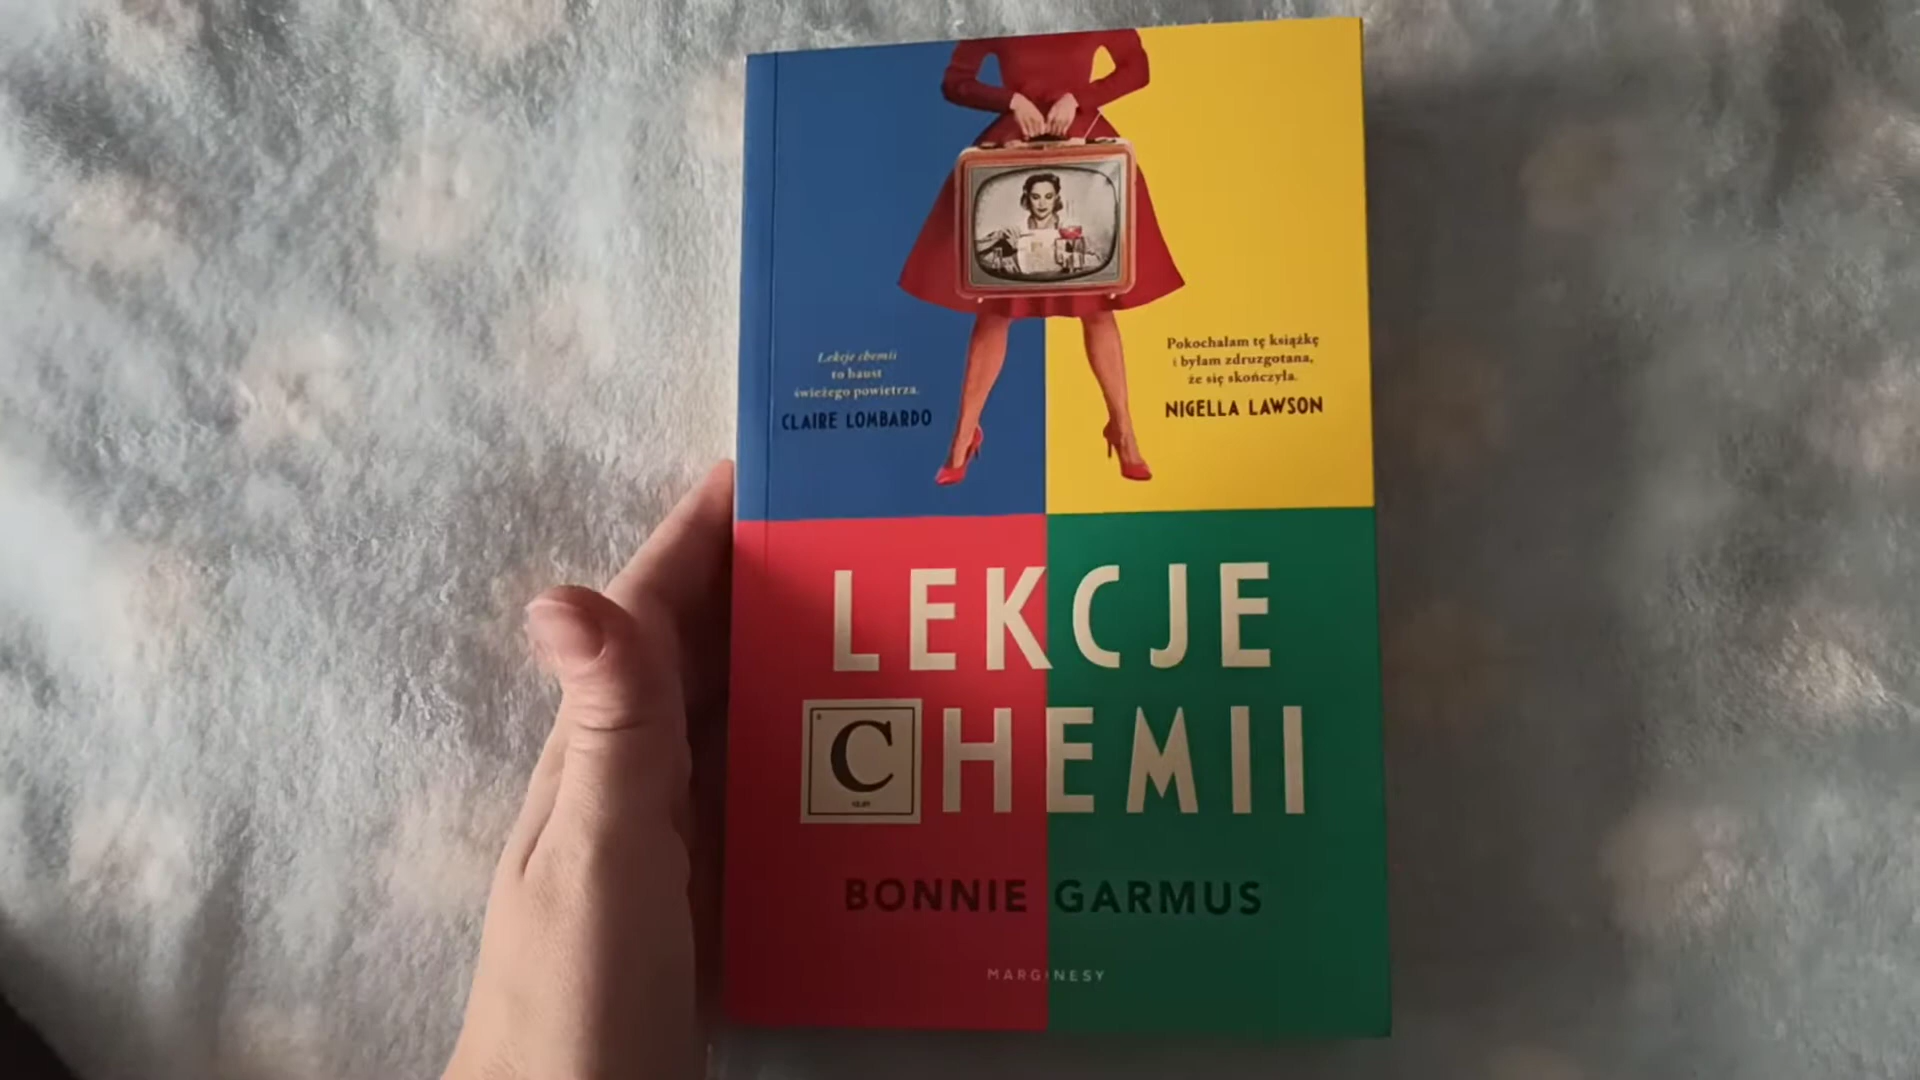 Lekcje chemii
to haust
świeżego powietrza.
CLAIRE LOMBARDO
Pokochałam tę książkę
i byłam zdruzgotana,
że się skończyła.
NIGELLA LAWSON
LEKCJE
CHEMII
BONNIE GARMUS
MARGINESY